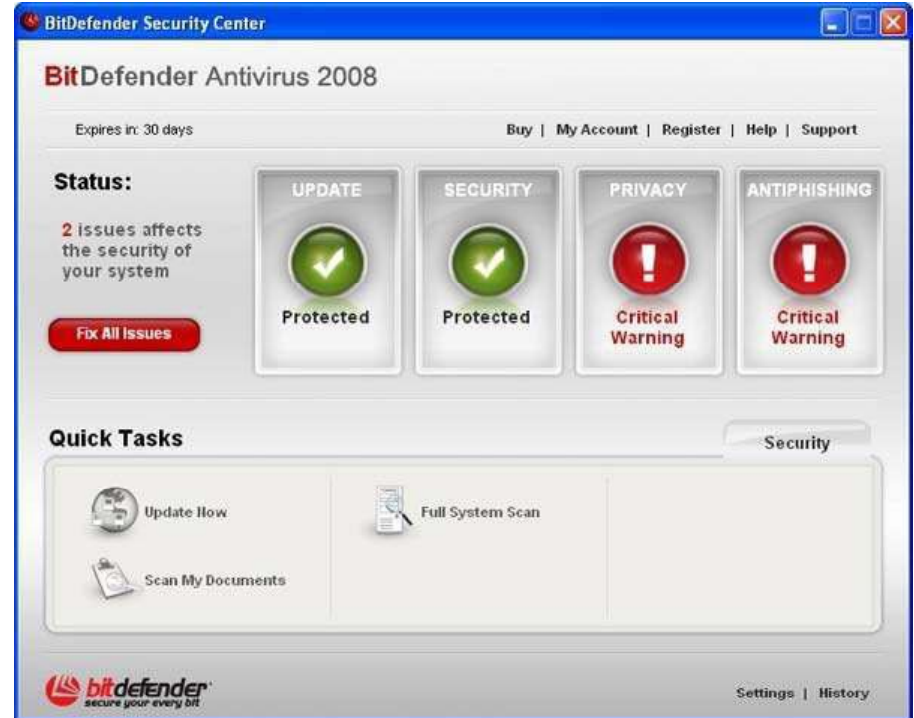 BitDefender Security Center
BitDefender Antivirus 2008
Expires in: 30 days
Buy | My Account | Register | Help | Support
Status:
2 issues affects
the security of
your system
Fix All Issues
UPDATE
Protected
SECURITY
Protected
PRIVACY
Critical
Warning
ANTIPHISHING
Critical
Warning
Quick Tasks
Security
Update Now
Full System Scan
Scan My Documents
bitdefender
secure your every bit
Settings | History